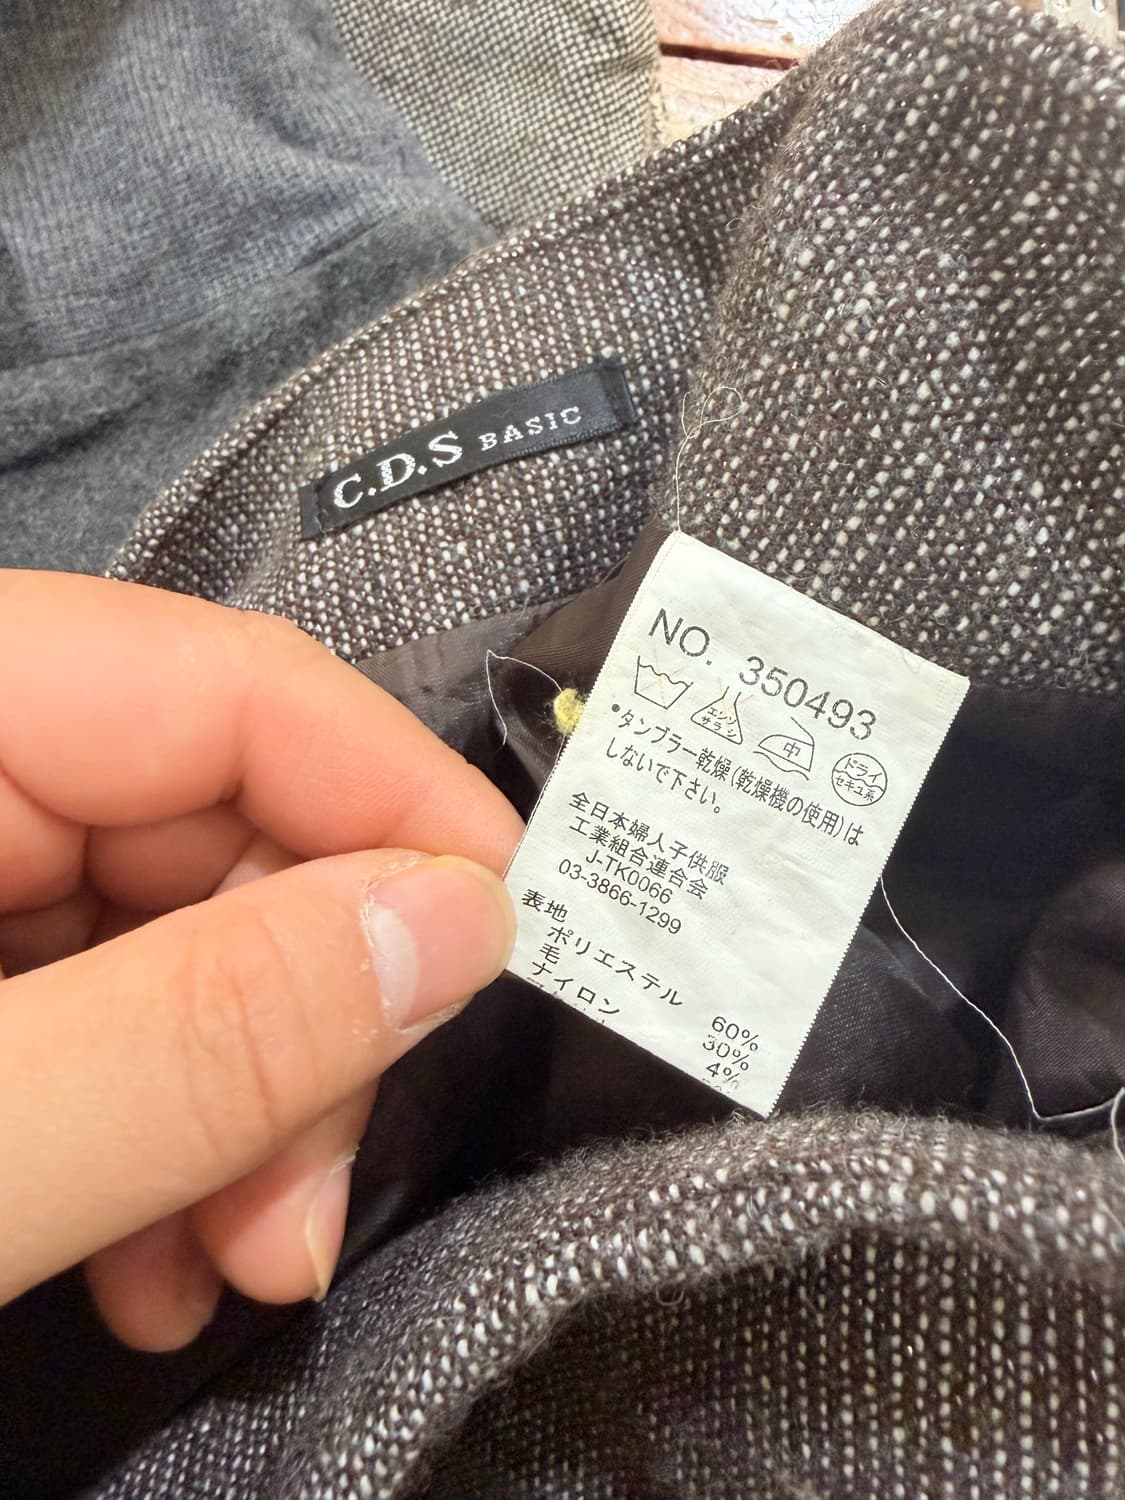 C.D.S BASIC
NO. 350493
エンソ
サラシ
中
ドライ
セキユ系
•タンブラー乾燥(乾燥機の使用)は
しないで下さい。
全日本婦人子供服
工業組合連合会
J-TK0066
03-3866-1299
表地
ポリエステル 60%
毛 30%
ナイロン 4%